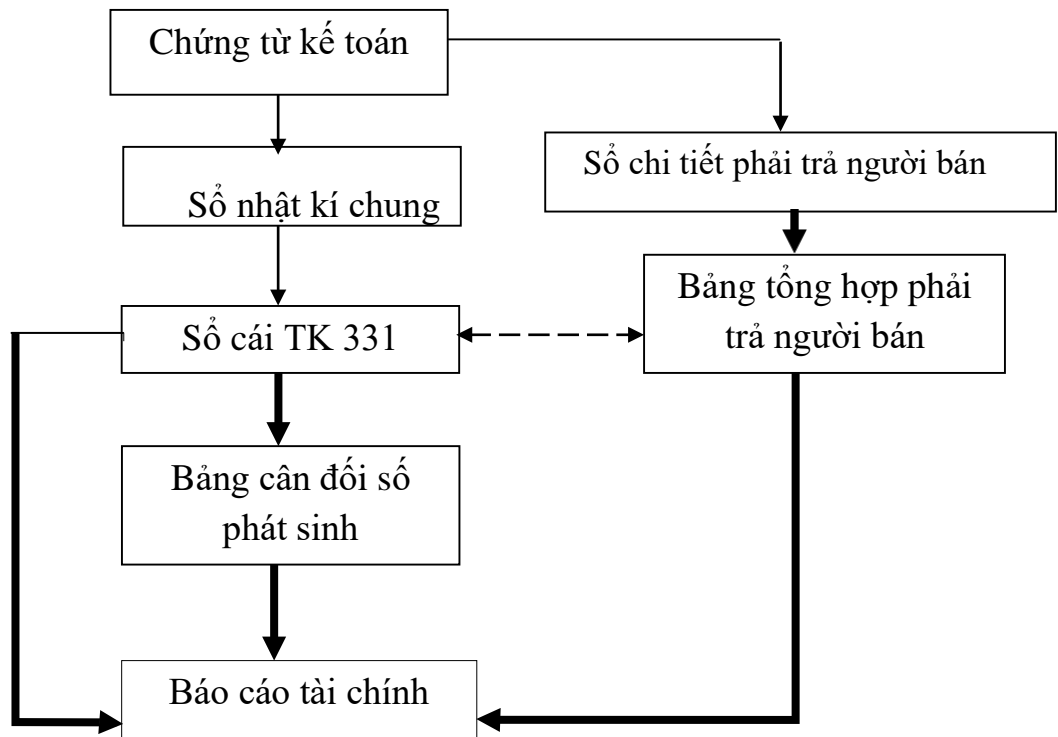 Chứng từ kế toán
Sổ chi tiết phải trả người bán
Sổ nhật kí chung
Bảng tổng hợp phải
trả người bán
Sổ cái TK 331
Bảng cân đối số
phát sinh
Báo cáo tài chính